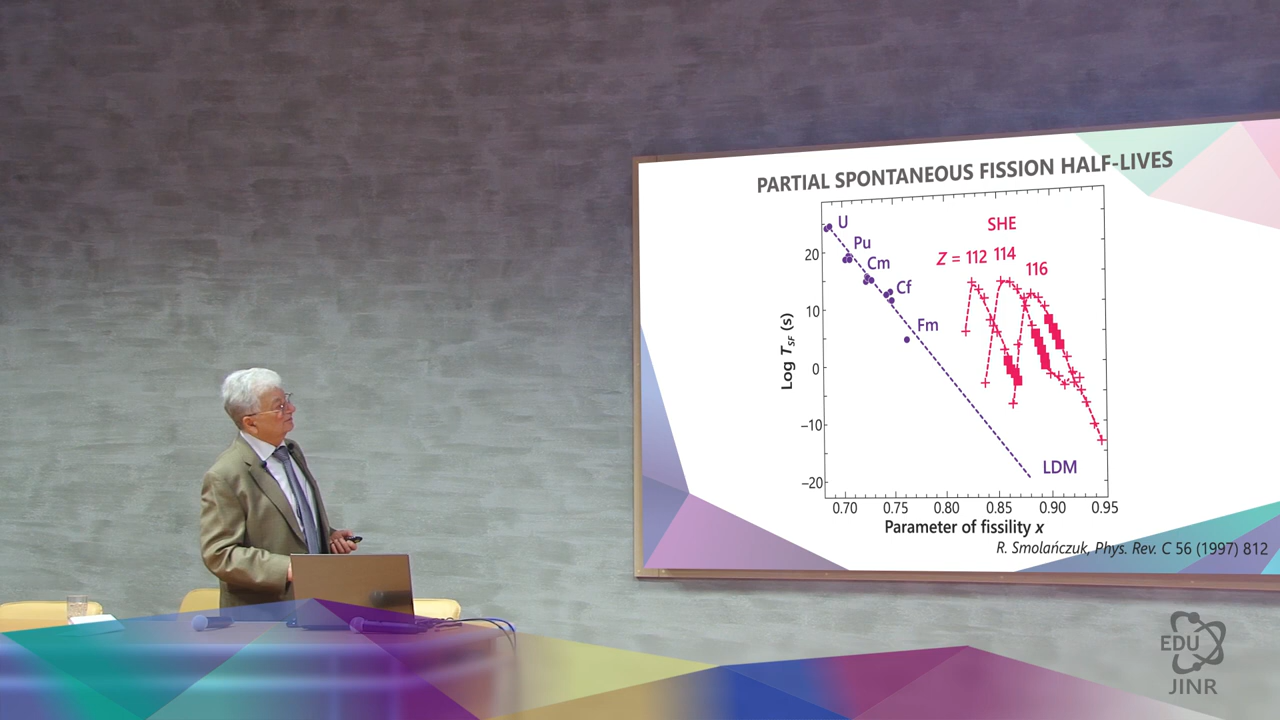 PARTIAL SPONTANEOUS FISSION HALF-LIVES
U
Pu
Cm
Cf
Fm
SHE
Z = 112 114
116
LDM
Log T_SF (s)
20
10
0
−10
−20
0.70 0.75 0.80 0.85 0.90 0.95
Parameter of fissility x
R. Smolańczuk, Phys. Rev. C 56 (1997) 812
EDU
JINR